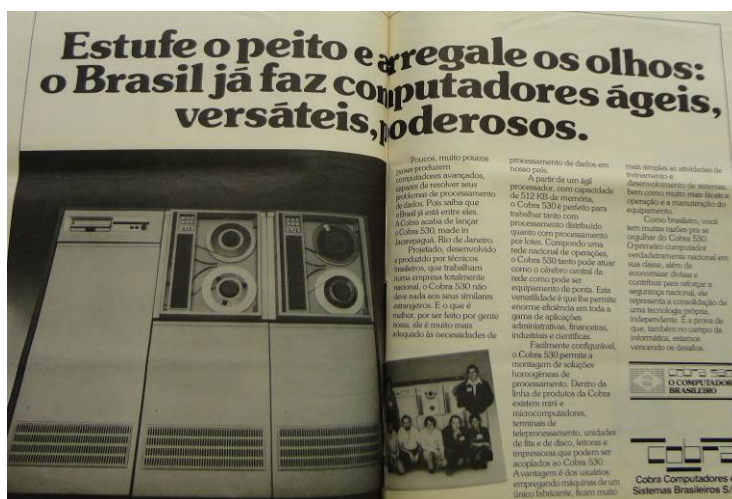 Estufe o peito e arregale os olhos:
o Brasil já faz computadores ágeis,
versáteis, poderosos.
Poucos, muito poucos
países produzem
computadores avançados,
capazes de resolver seus
problemas de processamento
de dados. Pois saiba que
o Brasil já está entre eles.
A Cobra acaba de lançar
o Cobra 530, made in
Jacarepaguá, Rio de Janeiro.
Projetado, desenvolvido
e produzido por técnicos
brasileiros, que trabalham
numa empresa totalmente
nacional, o Cobra 530 não
deve nada aos seus similares
estrangeiros. E o que é
melhor, por ser feito por gente
nossa, ele é muito mais
adequado às necessidades de
processamento de dados em
nosso país.
A partir de um ágil
processador, com capacidade
de 512 KB de memória,
o Cobra 530 é perfeito para
trabalhar tanto com
processamento distribuído
quanto com processamento
por lotes. Compondo uma
rede nacional de operações,
o Cobra 530 tanto pode atuar
como o cérebro central da
rede como pode ser
equipamento de ponta. Esta
versatilidade é que lhe permite
enorme eficiência em toda a
gama de aplicações
administrativas, financeiras,
industriais e científicas.
Facilmente configurável,
o Cobra 530 permite a
montagem de soluções
homogêneas de
processamento. Dentro da
linha de produtos da Cobra
existem mini e
microcomputadores,
terminais de
teleprocessamento, unidades
de fita e de disco, leitoras e
impressoras que podem ser
acoplados ao Cobra 530.
A vantagem é dos usuários:
empregando máquinas de um
único fabricante, ficam muito
mais simples as atividades de
treinamento e
desenvolvimento de sistemas,
bem como muito mais fáceis a
operação e a manutenção do
equipamento.
Como brasileiro, você
tem muitas razões pra se
orgulhar do Cobra 530.
O primeiro computador
verdadeiramente nacional em
sua classe, além de
economizar divisas e
contribuir para reforçar a
segurança nacional, ele
representa a consolidação de
uma tecnologia própria,
independente. É a prova de
que, também no campo da
informática, estamos
vencendo os desafios.
O COMPUTADOR
BRASILEIRO
cobra
Cobra Computadores e
Sistemas Brasileiros S/